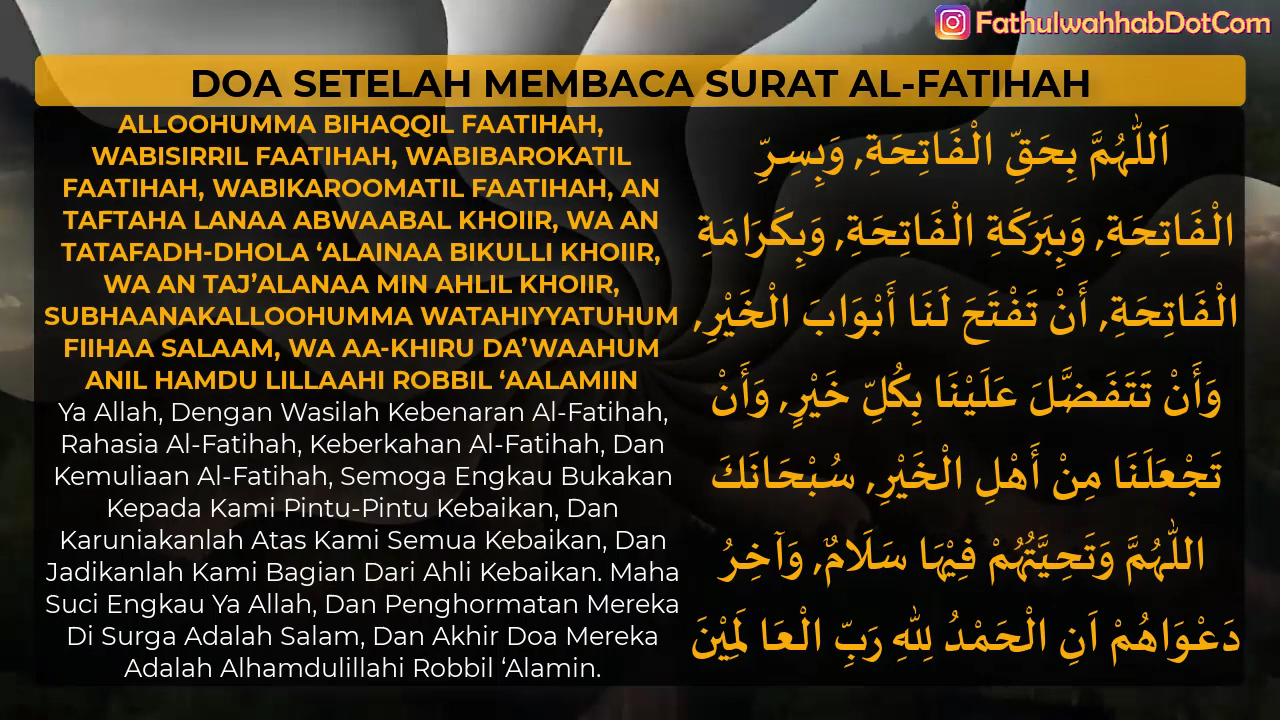 FathulwahhabDotCom
DOA SETELAH MEMBACA SURAT AL-FATIHAH
ALLOOHUMMA BIHAQQIL FAATIHAH,
WABISIRRIL FAATIHAH, WABIBAROKATIL
FAATIHAH, WABIKAROOMATIL FAATIHAH, AN
TAFTAHA LANAA ABWAABAL KHOIIR, WA AN
TATAFADH-DHOLA ‘ALAINAA BIKULLI KHOIIR,
WA AN TAJ’ALANAA MIN AHLIL KHOIIR,
SUBHAANAKALLOOHUMMA WATAHIYYATUHUM
FIIHAA SALAAM, WA AA-KHIRU DA’WAAHUM
ANIL HAMDU LILLAAHI ROBBIL ‘AALAMIIN
Ya Allah, Dengan Wasilah Kebenaran Al-Fatihah,
Rahasia Al-Fatihah, Keberkahan Al-Fatihah, Dan
Kemuliaan Al-Fatihah, Semoga Engkau Bukakan
Kepada Kami Pintu-Pintu Kebaikan, Dan
Karuniakanlah Atas Kami Semua Kebaikan, Dan
Jadikanlah Kami Bagian Dari Ahli Kebaikan. Maha
Suci Engkau Ya Allah, Dan Penghormatan Mereka
Di Surga Adalah Salam, Dan Akhir Doa Mereka
Adalah Alhamdulillahi Robbil ‘Alamin.
اَللّٰهُمَّ بِحَقِّ الْفَاتِحَةِ, وَبِسِرِّ
الْفَاتِحَةِ, وَبِبَرَكَةِ الْفَاتِحَةِ, وَبِكَرَامَةِ
الْفَاتِحَةِ, أَنْ تَفْتَحَ لَنَا أَبْوَابَ الْخَيْرِ,
وَأَنْ تَتَفَضَّلَ عَلَيْنَا بِكُلِّ خَيْرٍ, وَأَنْ
تَجْعَلَنَا مِنْ أَهْلِ الْخَيْرِ, سُبْحَانَكَ
اللّٰهُمَّ وَتَحِيَّتُهُمْ فِيْهَا سَلَامٌ, وَآخِرُ
دَعْوَاهُمْ اَنِ الْحَمْدُ لِلّٰهِ رَبِّ الْعَا لَمِيْنَ